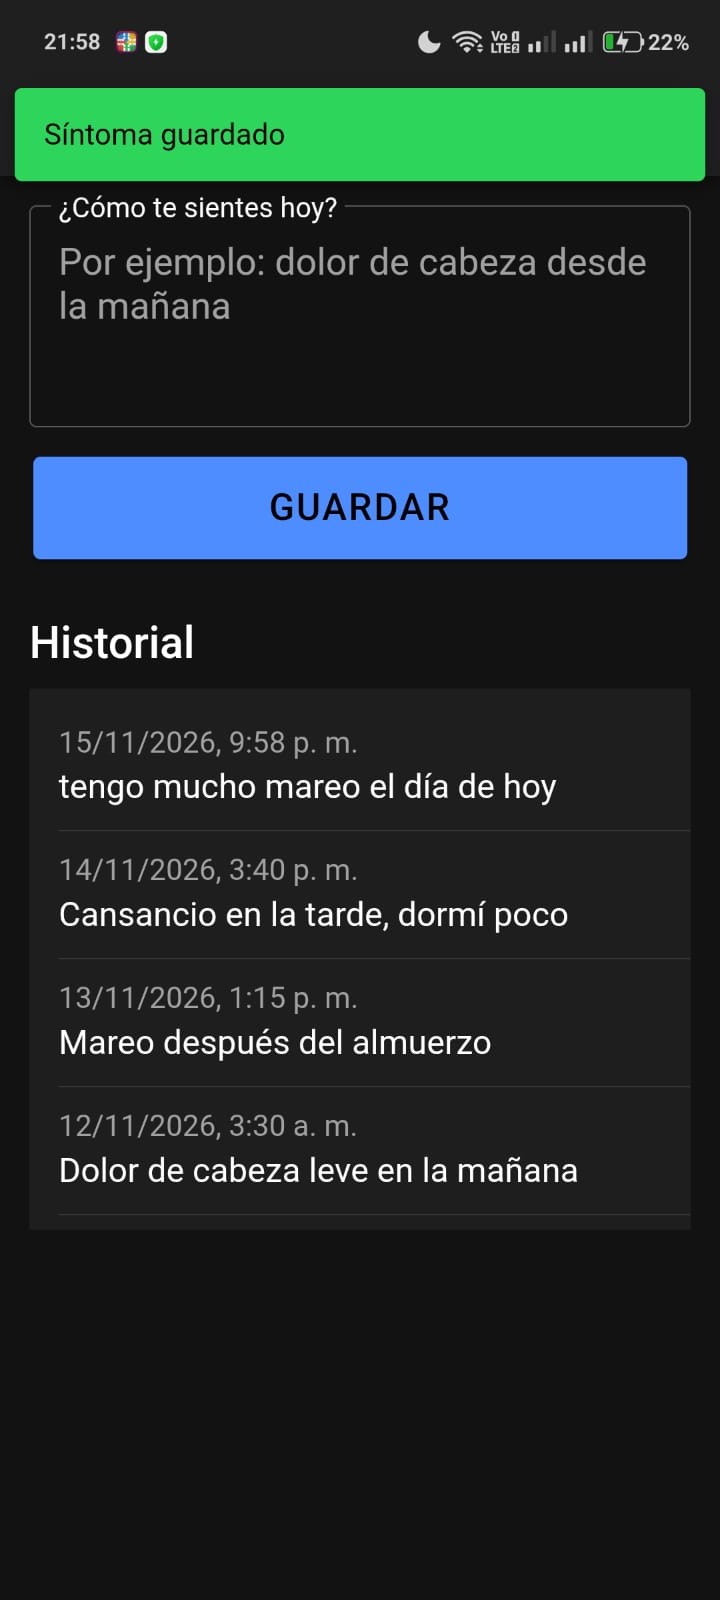 21:58
Vo LTE2 22%
Síntoma guardado
¿Cómo te sientes hoy?
Por ejemplo: dolor de cabeza desde
la mañana
GUARDAR
Historial
15/11/2026, 9:58 p. m.
tengo mucho mareo el día de hoy
14/11/2026, 3:40 p. m.
Cansancio en la tarde, dormí poco
13/11/2026, 1:15 p. m.
Mareo después del almuerzo
12/11/2026, 3:30 a. m.
Dolor de cabeza leve en la mañana